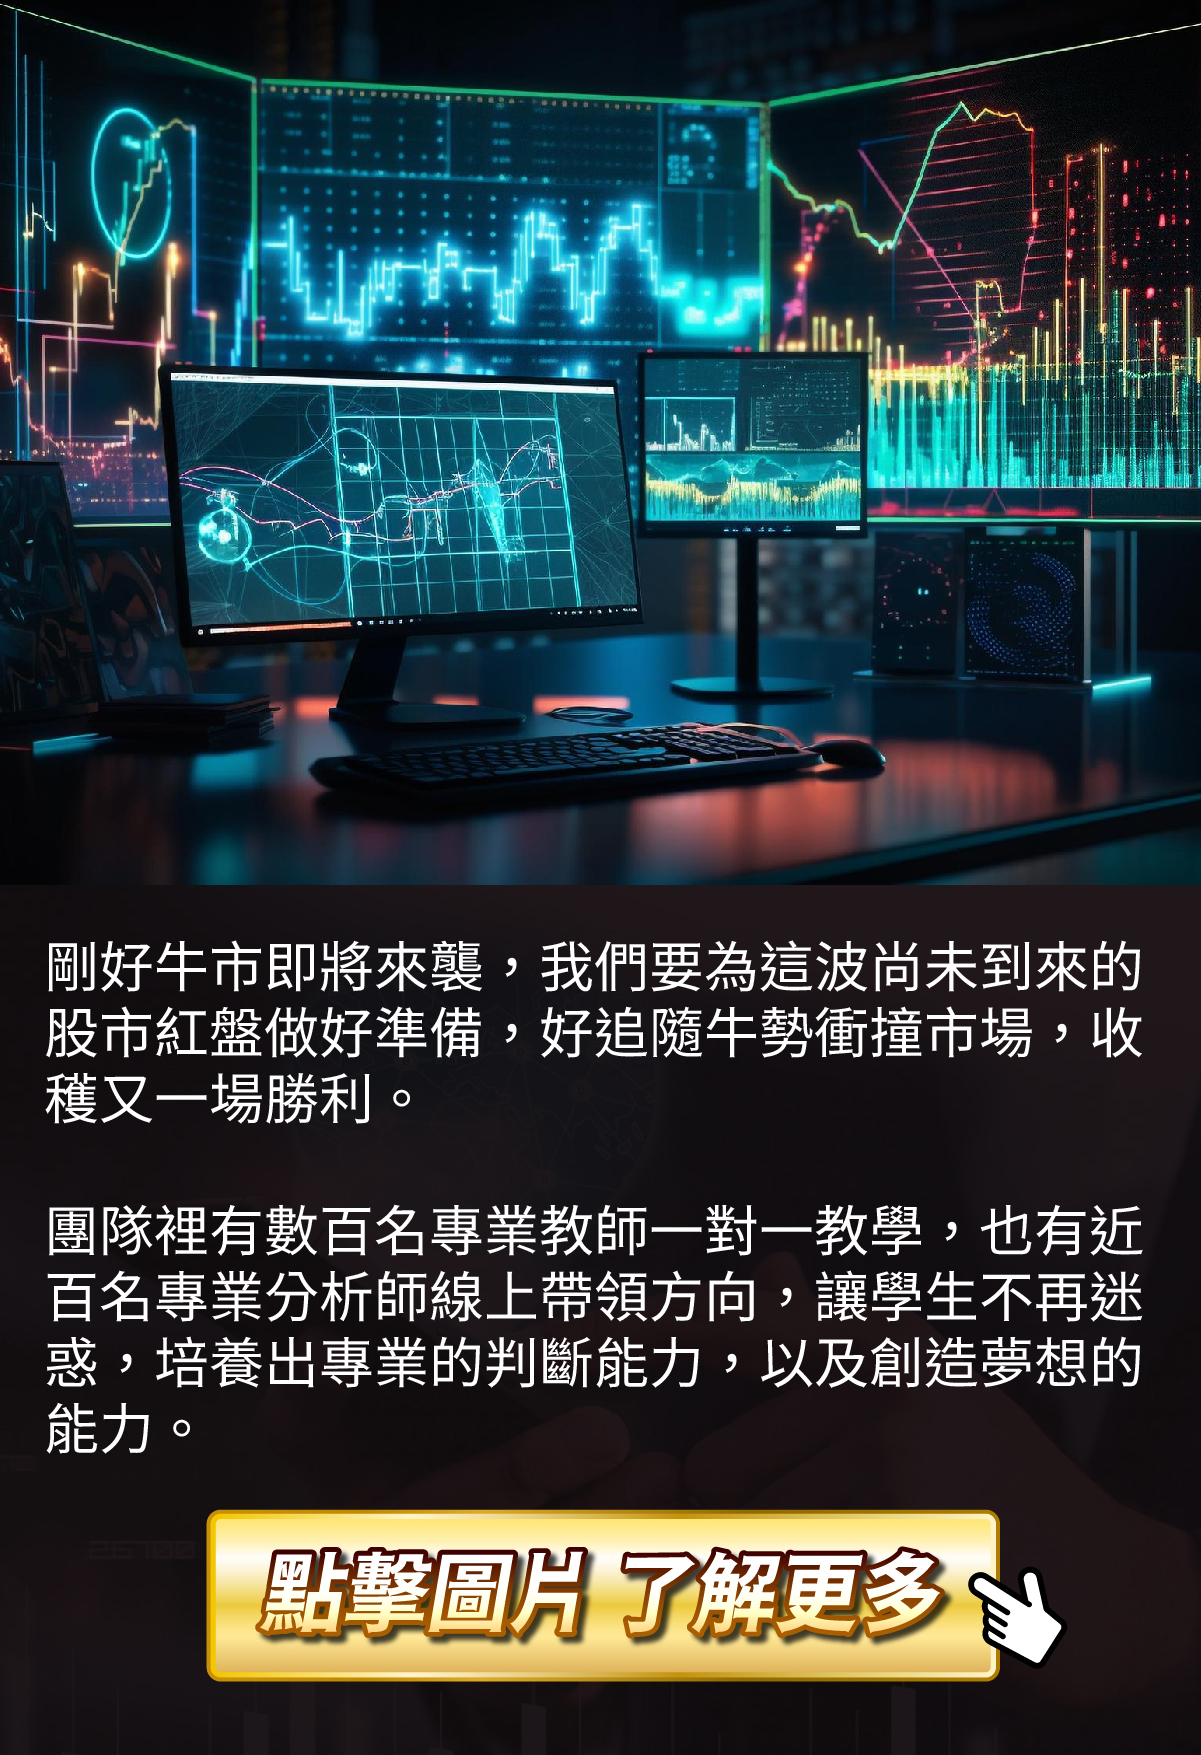 剛好牛市即將來襲，我們要為這波尚未到來的
股市紅盤做好準備，好追隨牛勢衝撞市場，收
穫又一場勝利。
團隊裡有數百名專業教師一對一教學，也有近
百名專業分析師線上帶領方向，讓學生不再迷
惑，培養出專業的判斷能力，以及創造夢想的
能力。
點擊圖片 了解更多